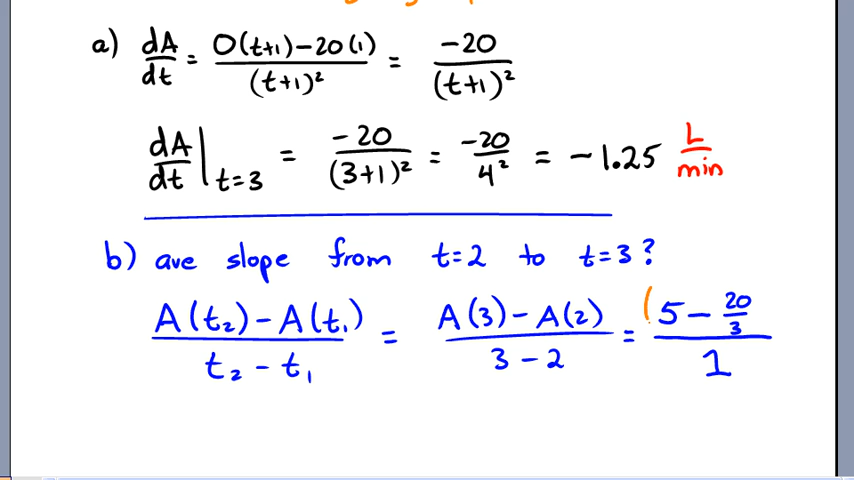 a) dA/dt = 0(t+1)-20(1)/(t+1)² = -20/(t+1)²
dA/dt|t=3 = -20/(3+1)² = -20/4² = -1.25 L/min
b) ave slope from t=2 to t=3?
A(t₂)-A(t₁)/t₂-t₁ = A(3)-A(2)/3-2 = (5-20/3/1